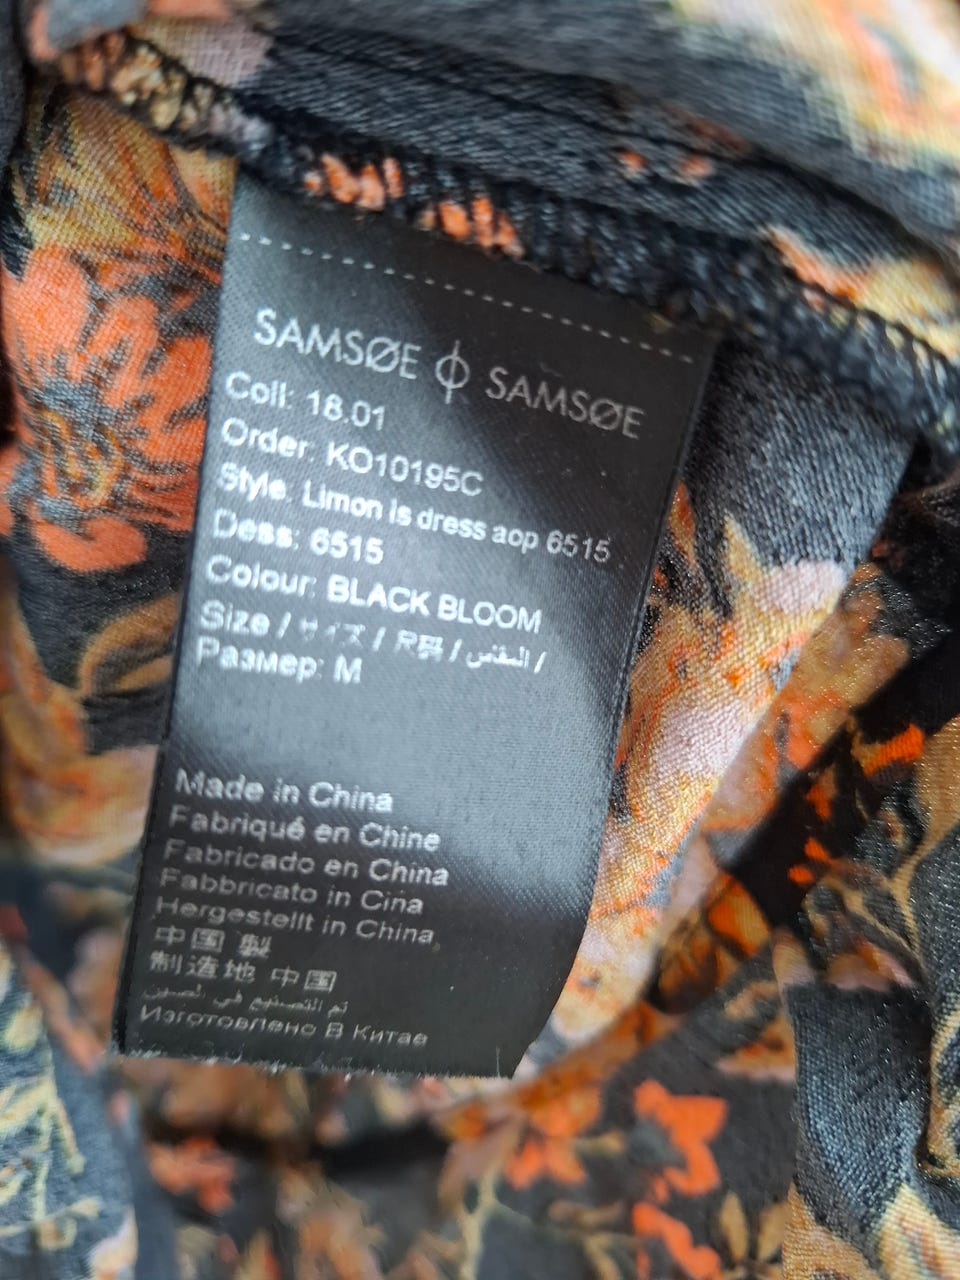 SAMSØE ϕ SAMSØE
Coll: 18.01
Order: KO10195C
Style: Limon ls dress aop 6515
Dess: 6515
Colour: BLACK BLOOM
Size / サイズ / 尺码 / المقاس /
Размер: M
Made in China
Fabriqué en Chine
Fabricado en China
Fabbricato in Cina
Hergestellt in China
中国 製
制造地 中国
تم التصنيع في الصين
Изготовлено В Китае